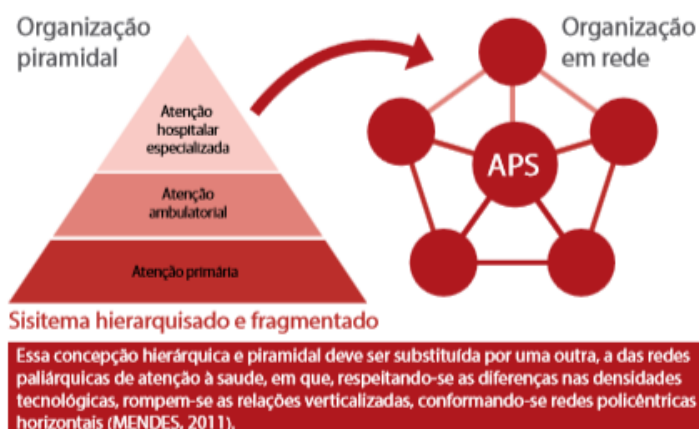 Organização
piramidal
Organização
em rede
Atenção
hospitalar
especializada
Atenção
ambulatorial
Atenção primária
APS
Sisitema hierarquisado e fragmentado
Essa concepção hierárquica e piramidal deve ser substituída por uma outra, a das redes
paliárquicas de atenção à saude, em que, respeitando-se as diferenças nas densidades
tecnológicas, rompem-se as relações verticalizadas, conformando-se redes policêntricas
horizontais (MENDES, 2011).